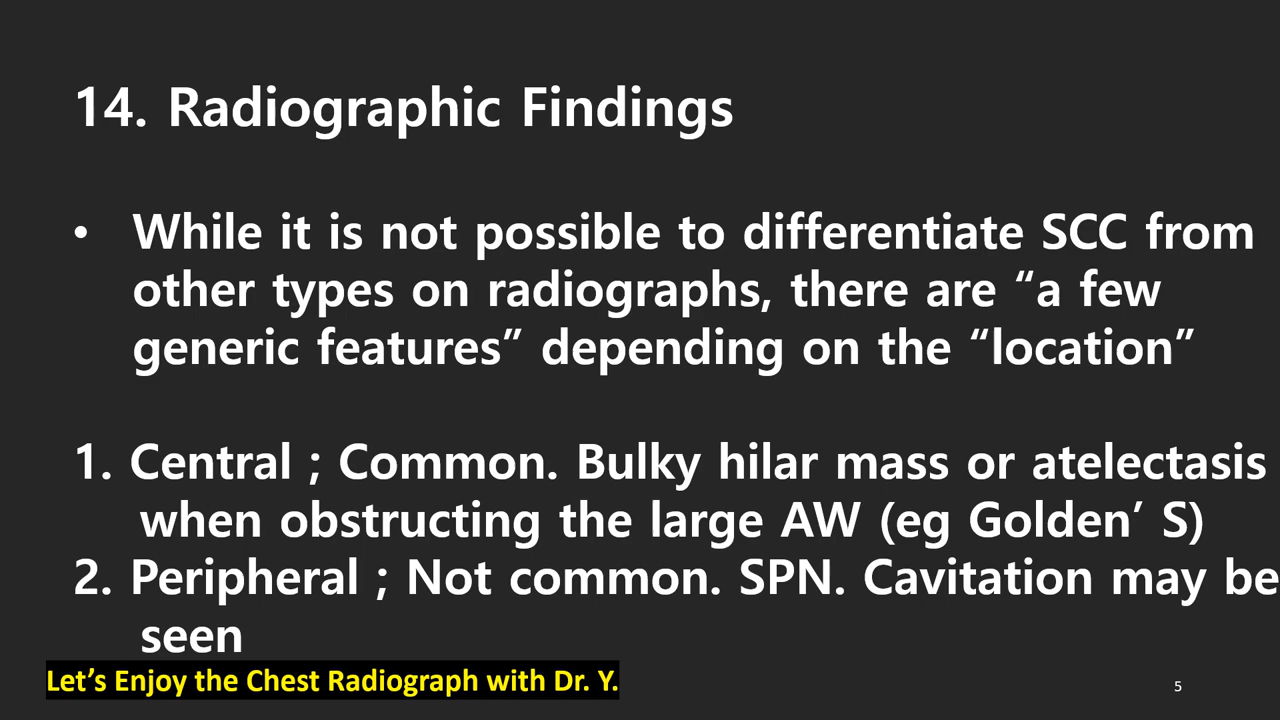 14. Radiographic Findings
• While it is not possible to differentiate SCC from
other types on radiographs, there are “a few
generic features” depending on the “location”
1. Central ; Common. Bulky hilar mass or atelectasis
when obstructing the large AW (eg Golden’ S)
2. Peripheral ; Not common. SPN. Cavitation may be
seen
Let’s Enjoy the Chest Radiograph with Dr. Y.
5